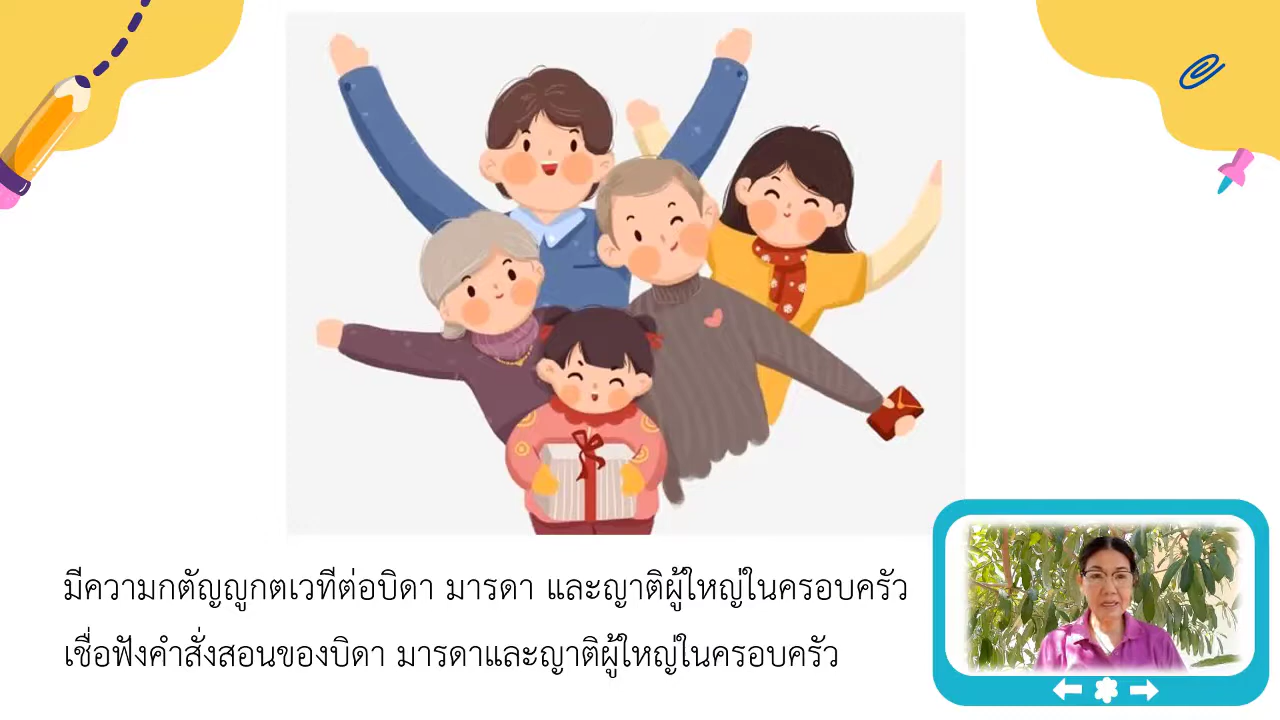 มีความกตัญญูกตเวทีต่อบิดา มารดา และญาติผู้ใหญ่ในครอบครัว
เชื่อฟังคำสั่งสอนของบิดา มารดาและญาติผู้ใหญ่ในครอบครัว